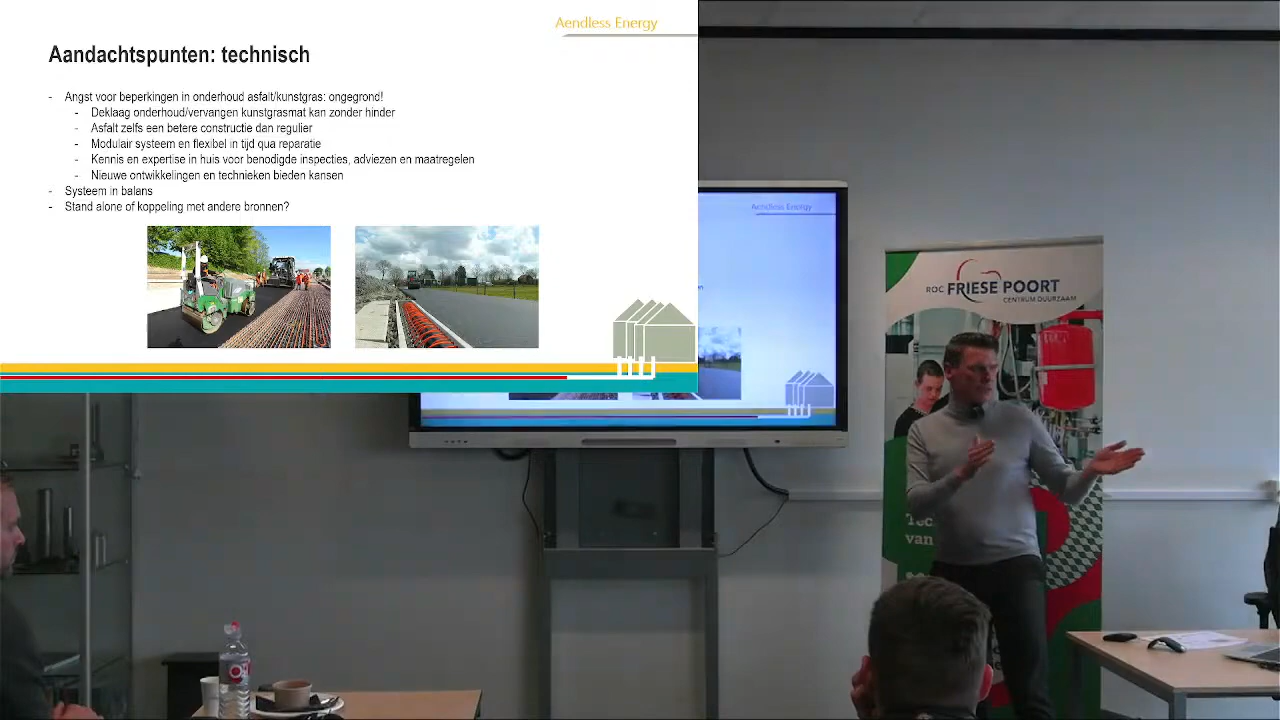 Aendless Energy
Aandachtspunten: technisch
- Angst voor beperkingen in onderhoud asfalt/kunstgras: ongegrond!
- Deklaag onderhoud/vervangen kunstgrasmat kan zonder hinder
- Asfalt zelfs een betere constructie dan regulier
- Modulair systeem en flexibel in tijd qua reparatie
- Kennis en expertise in huis voor benodigde inspecties, adviezen en maatregelen
- Nieuwe ontwikkelingen en technieken bieden kansen
- Systeem in balans
- Stand alone of koppeling met andere bronnen?
Aendless Energy
ROC FRIESE POORT
CENTRUM DUURZAAM
van